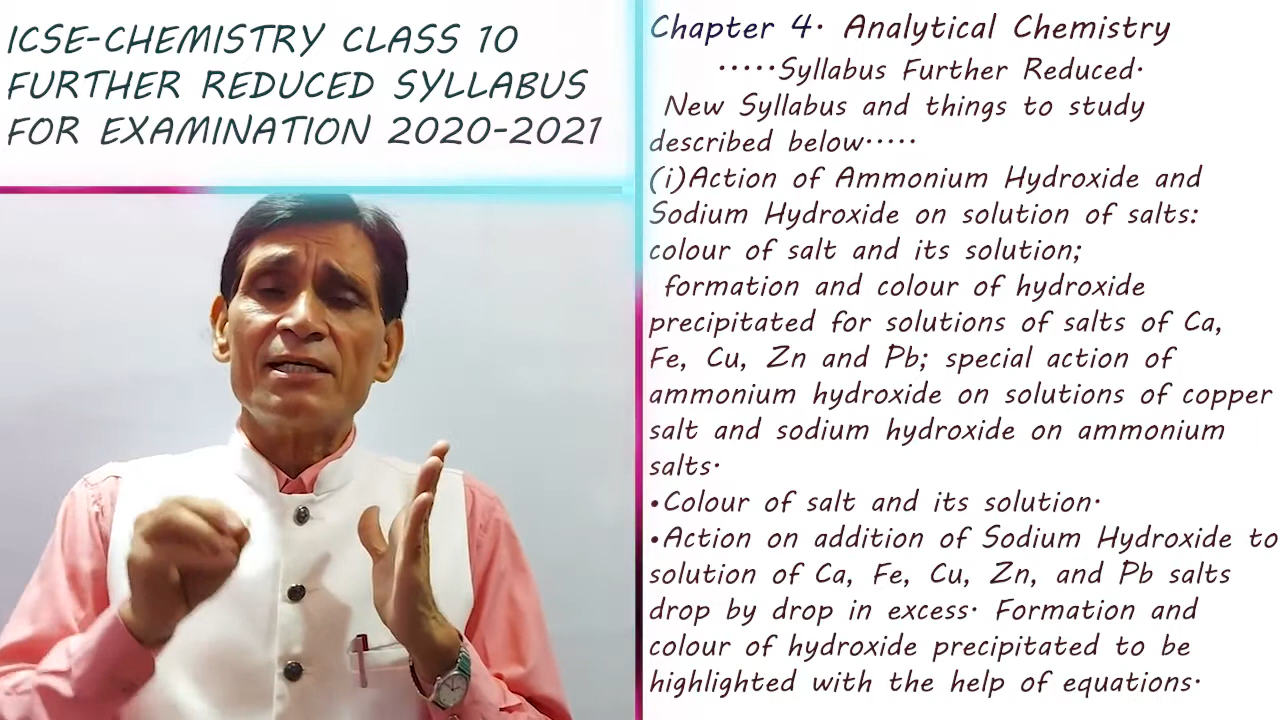 ICSE-CHEMISTRY CLASS 10
FURTHER REDUCED SYLLABUS
FOR EXAMINATION 2020-2021
Chapter 4· Analytical Chemistry
·····Syllabus Further Reduced·
New Syllabus and things to study
described below·····
(i)Action of Ammonium Hydroxide and
Sodium Hydroxide on solution of salts:
colour of salt and its solution;
formation and colour of hydroxide
precipitated for solutions of salts of Ca,
Fe, Cu, Zn and Pb; special action of
ammonium hydroxide on solutions of copper
salt and sodium hydroxide on ammonium
salts·
•Colour of salt and its solution·
•Action on addition of Sodium Hydroxide to
solution of Ca, Fe, Cu, Zn, and Pb salts
drop by drop in excess· Formation and
colour of hydroxide precipitated to be
highlighted with the help of equations·